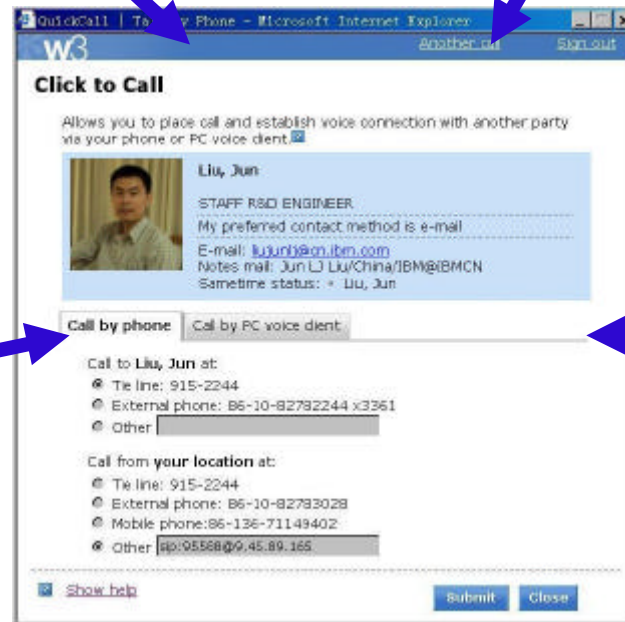 QuickCall | Ta by Phone - Microsoft Internet Explorer
w3
Another call Sign out
Click to Call
Allows you to place call and establish voice connection with another party
via your phone or PC voice client.
Liu, Jun
STAFF R&D ENGINEER
My preferred contact method is e-mail
E-mail: liujunlj@cn.ibm.com
Notes mail: Jun LJ Liu/China/IBM@IBMCN
Sametime status: Liu, Jun
Call by phone Call by PC voice client
Call to Liu, Jun at:
Tie line: 915-2244
External phone: 86-10-82782244 x3361
Other
Call from your location at:
Tie line: 915-2244
External phone: 86-10-82783028
Mobile phone:86-136-71149402
Other sip:95588@9.45.89.165
Show help
Submit Close